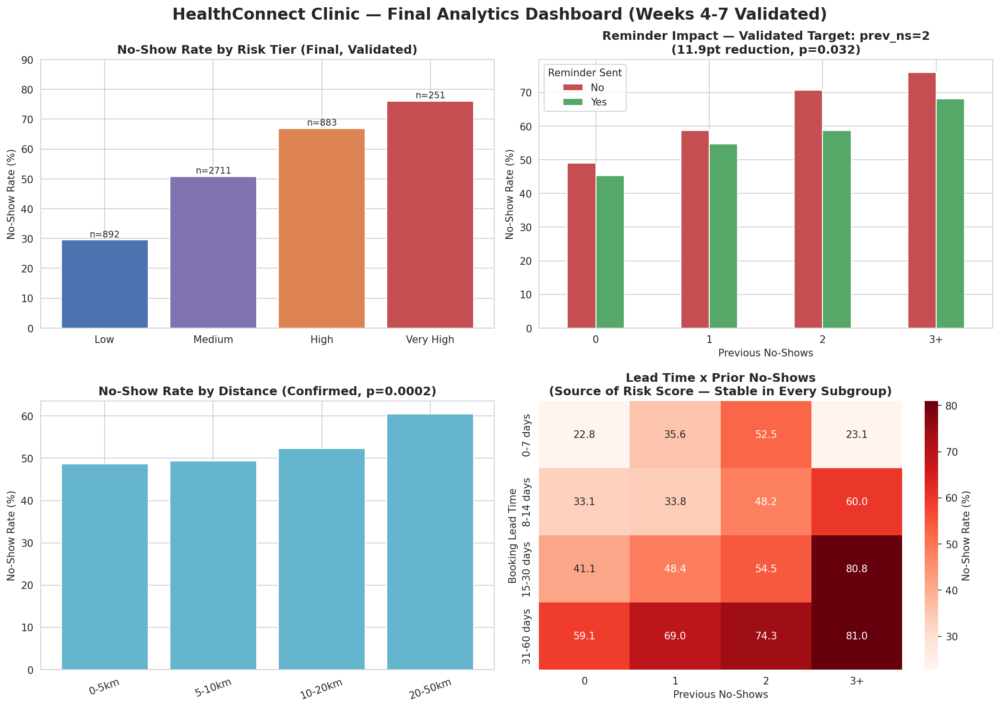 HealthConnect Clinic — Final Analytics Dashboard (Weeks 4-7 Validated)
No-Show Rate by Risk Tier (Final, Validated)
No-Show Rate (%)
90
80
70
60
50
40
30
20
10
0
n=892
n=2711
n=883
n=251
Low
Medium
High
Very High
Reminder Impact — Validated Target: prev_ns=2
(11.9pt reduction, p=0.032)
Reminder Sent
No
Yes
No-Show Rate (%)
70
60
50
40
30
20
10
0
0
1
2
3+
Previous No-Shows
No-Show Rate by Distance (Confirmed, p=0.0002)
No-Show Rate (%)
60
50
40
30
20
10
0
0-5km
5-10km
10-20km
20-50km
Lead Time x Prior No-Shows
(Source of Risk Score — Stable in Every Subgroup)
Booking Lead Time
0-7 days
22.8
35.6
52.5
23.1
8-14 days
33.1
33.8
48.2
60.0
15-30 days
41.1
48.4
54.5
80.8
31-60 days
59.1
69.0
74.3
81.0
0
1
2
3+
Previous No-Shows
80
70
60
50
40
30
No-Show Rate (%)